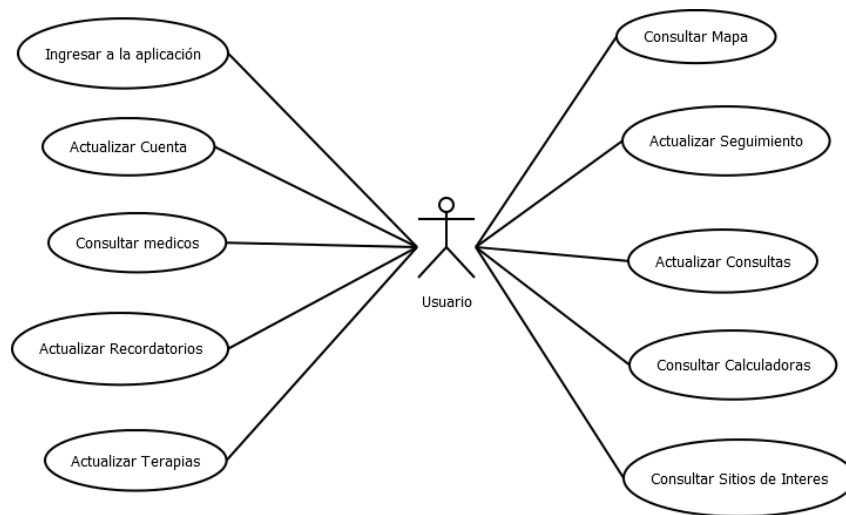 Ingresar a la aplicación
Actualizar Cuenta
Consultar medicos
Actualizar Recordatorios
Actualizar Terapias
Usuario
Consultar Mapa
Actualizar Seguimiento
Actualizar Consultas
Consultar Calculadoras
Consultar Sitios de Interes